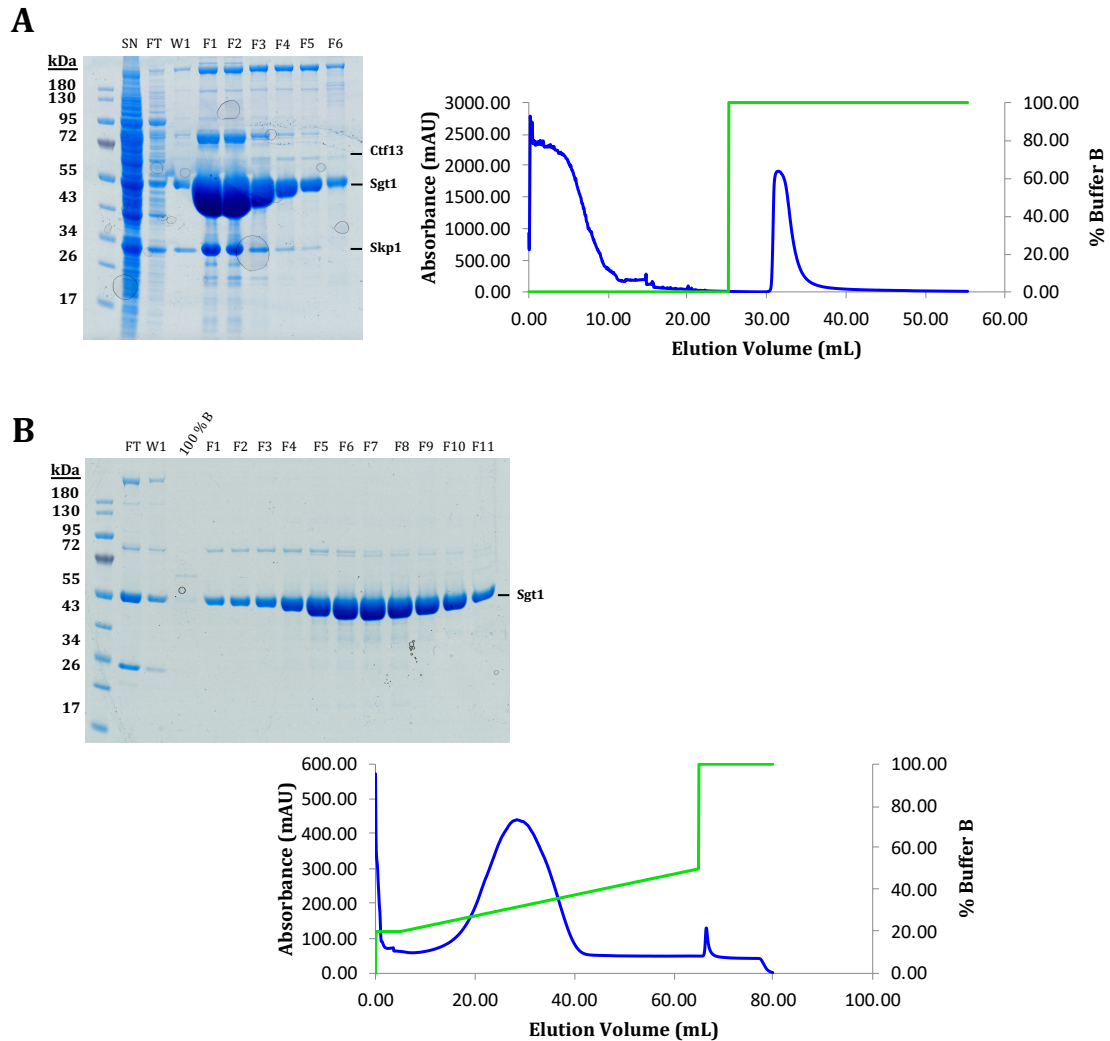 A
SN FT W1 F1 F2 F3 F4 F5 F6
kDa
180
130
95
72
55
43
34
26
17
Ctf13
Sgt1
Skp1
3000.00
2500.00
2000.00
1500.00
1000.00
500.00
0.00
Absorbance (mAU)
100.00
80.00
60.00
40.00
20.00
0.00
% Buffer B
0.00 10.00 20.00 30.00 40.00 50.00 60.00
Elution Volume (mL)
B
FT W1 100 % B F1 F2 F3 F4 F5 F6 F7 F8 F9 F10 F11
kDa
180
130
95
72
55
43
34
26
17
Sgt1
600.00
500.00
400.00
300.00
200.00
100.00
0.00
Absorbance (mAU)
100.00
80.00
60.00
40.00
20.00
0.00
% Buffer B
0.00 20.00 40.00 60.00 80.00 100.00
Elution Volume (mL)